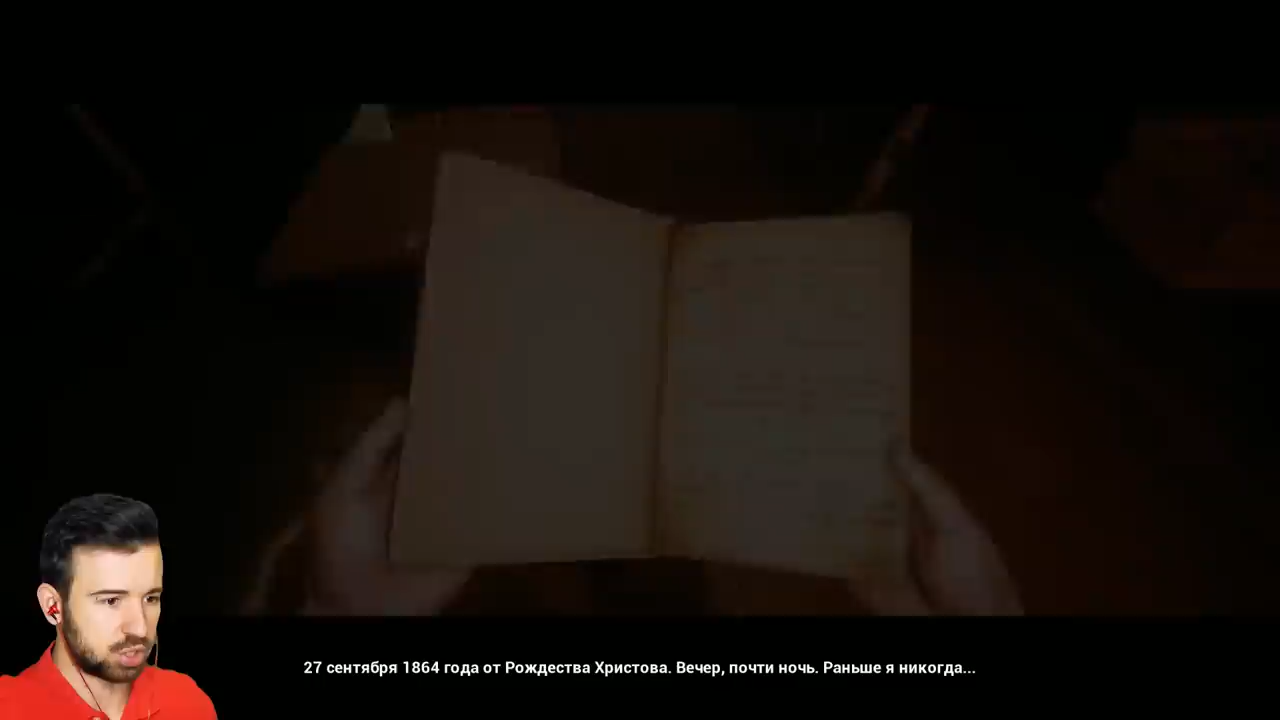 27 сентября 1864 года от Рождества Христова. Вечер, почти ночь. Раньше я никогда...